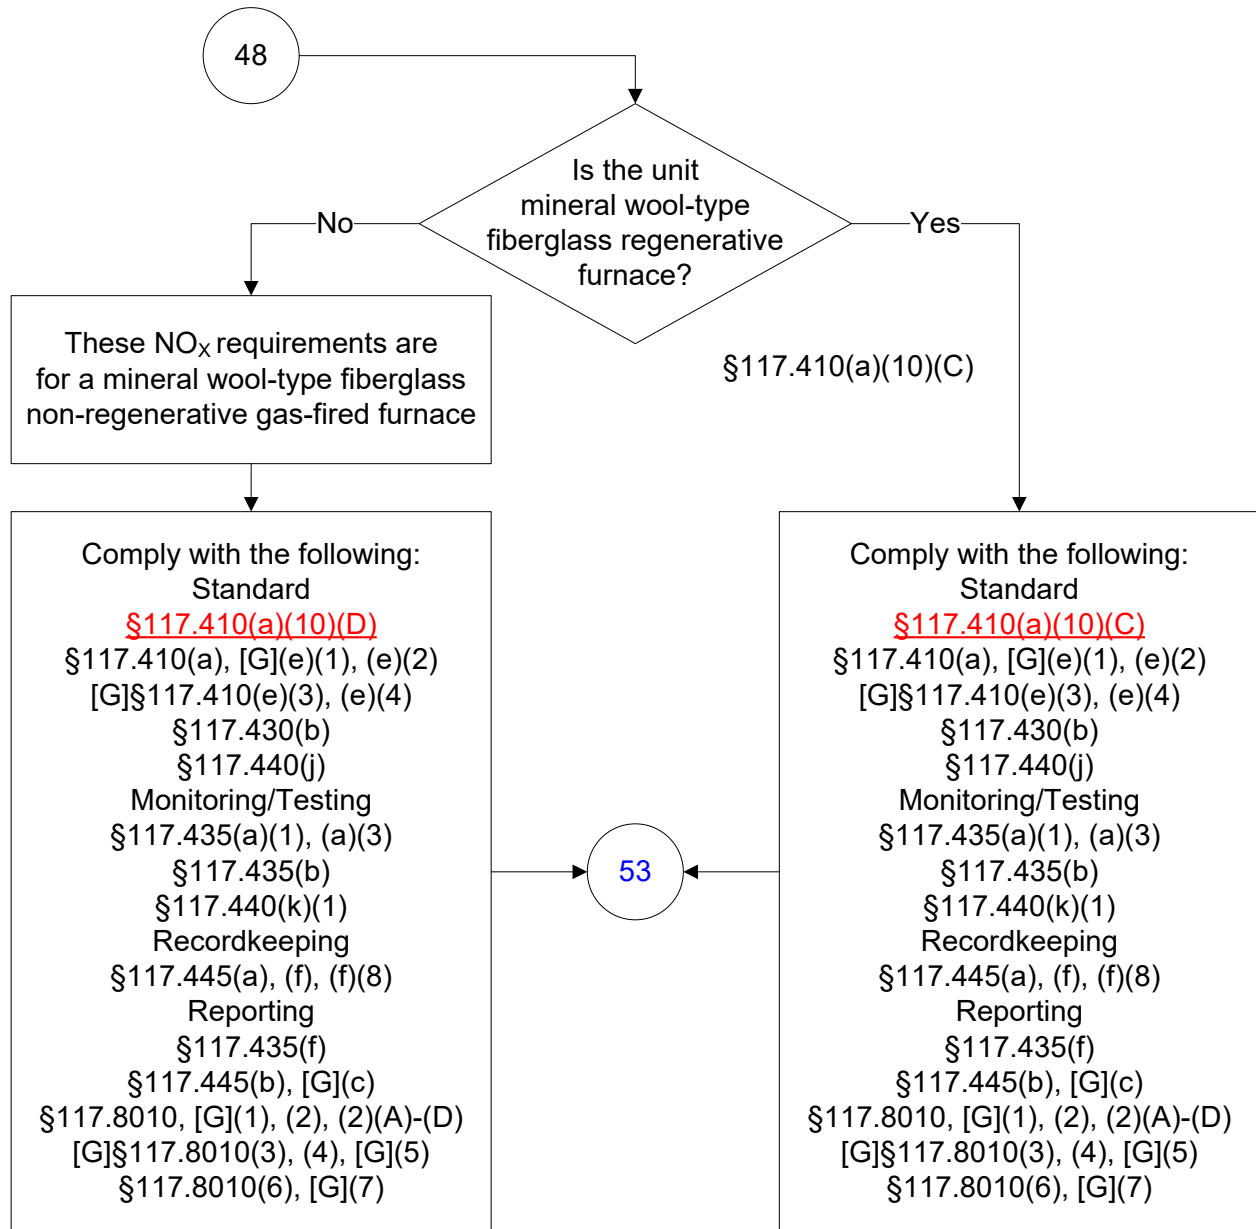 48
Is the unit
mineral wool-type
fiberglass regenerative
furnace?
No
Yes
§117.410(a)(10)(C)
These NOX requirements are
for a mineral wool-type fiberglass
non-regenerative gas-fired furnace
Comply with the following:
Standard
§117.410(a)(10)(D)
§117.410(a), [G](e)(1), (e)(2)
[G]§117.410(e)(3), (e)(4)
§117.430(b)
§117.440(j)
Monitoring/Testing
§117.435(a)(1), (a)(3)
§117.435(b)
§117.440(k)(1)
Recordkeeping
§117.445(a), (f), (f)(8)
Reporting
§117.435(f)
§117.445(b), [G](c)
§117.8010, [G](1), (2), (2)(A)-(D)
[G]§117.8010(3), (4), [G](5)
§117.8010(6), [G](7)
53
Comply with the following:
Standard
§117.410(a)(10)(C)
§117.410(a), [G](e)(1), (e)(2)
[G]§117.410(e)(3), (e)(4)
§117.430(b)
§117.440(j)
Monitoring/Testing
§117.435(a)(1), (a)(3)
§117.435(b)
§117.440(k)(1)
Recordkeeping
§117.445(a), (f), (f)(8)
Reporting
§117.435(f)
§117.445(b), [G](c)
§117.8010, [G](1), (2), (2)(A)-(D)
[G]§117.8010(3), (4), [G](5)
§117.8010(6), [G](7)